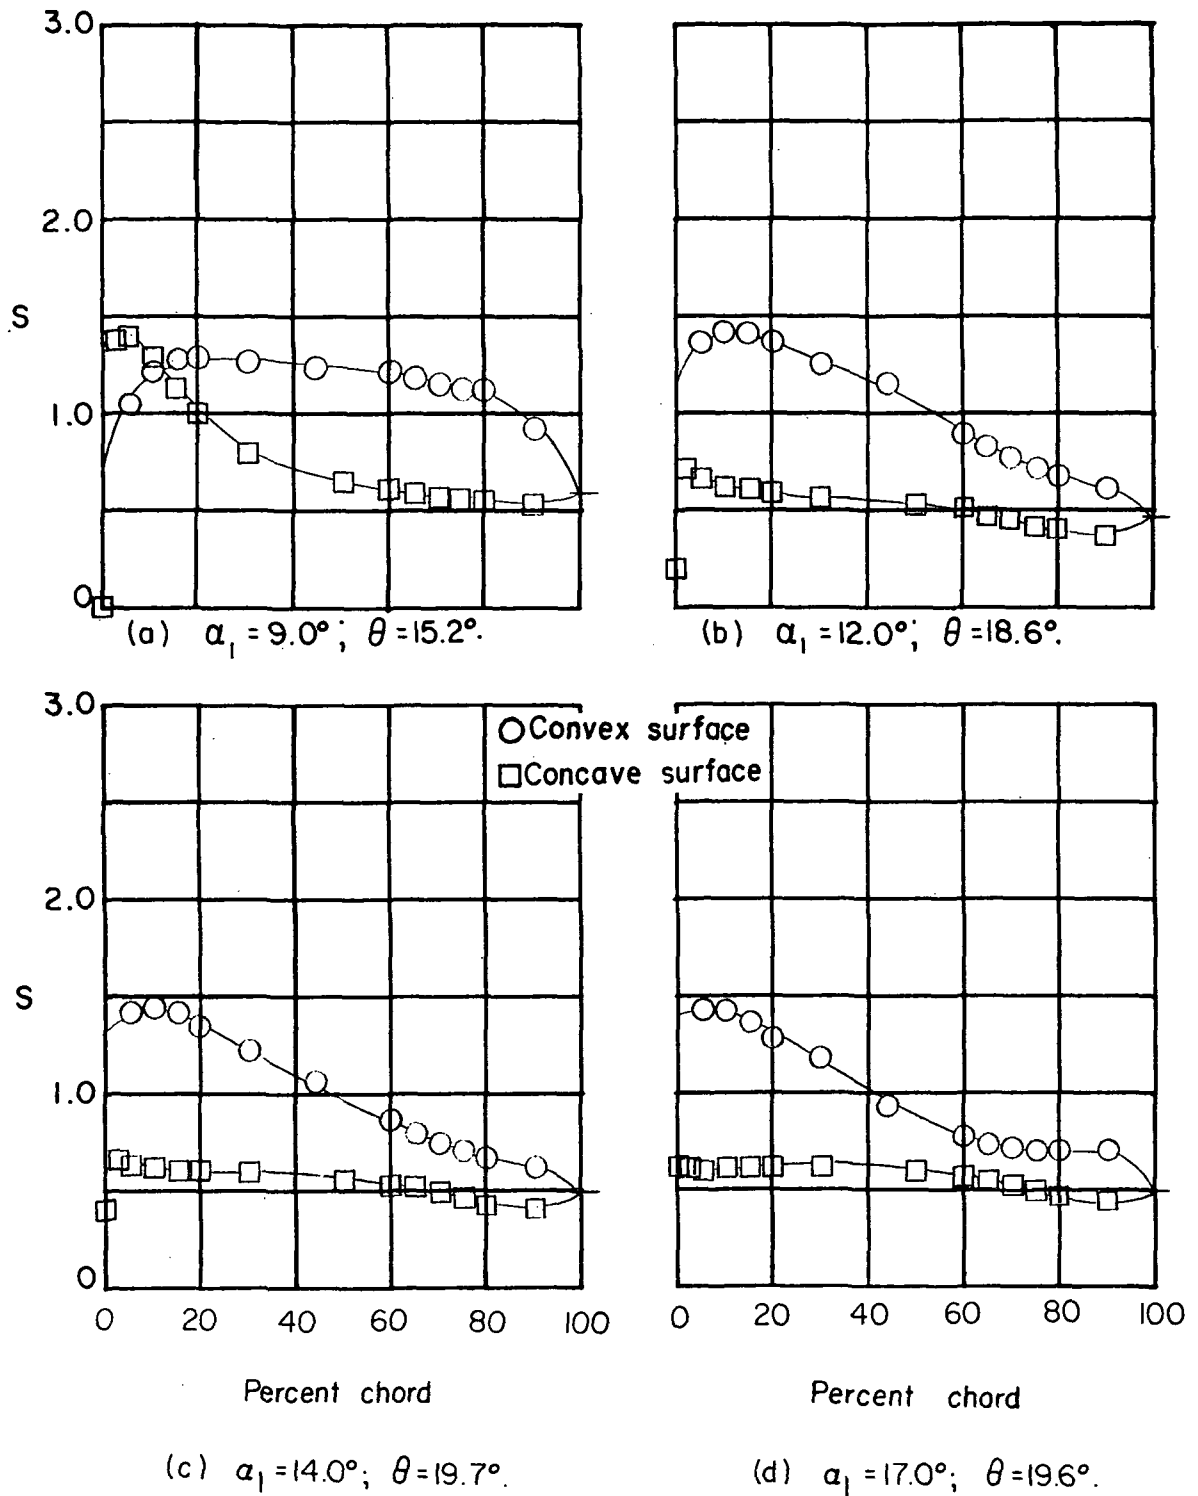 3.0
2.0
S
1.0
0
(a) α₁ = 9.0°; θ = 15.2°.
(b) α₁ = 12.0°; θ = 18.6°.
3.0
Convex surface
Concave surface
2.0
S
1.0
0
0 20 40 60 80 100
0 20 40 60 80 100
Percent chord
Percent chord
(c) α₁ = 14.0°; θ = 19.7°.
(d) α₁ = 17.0°; θ = 19.6°.